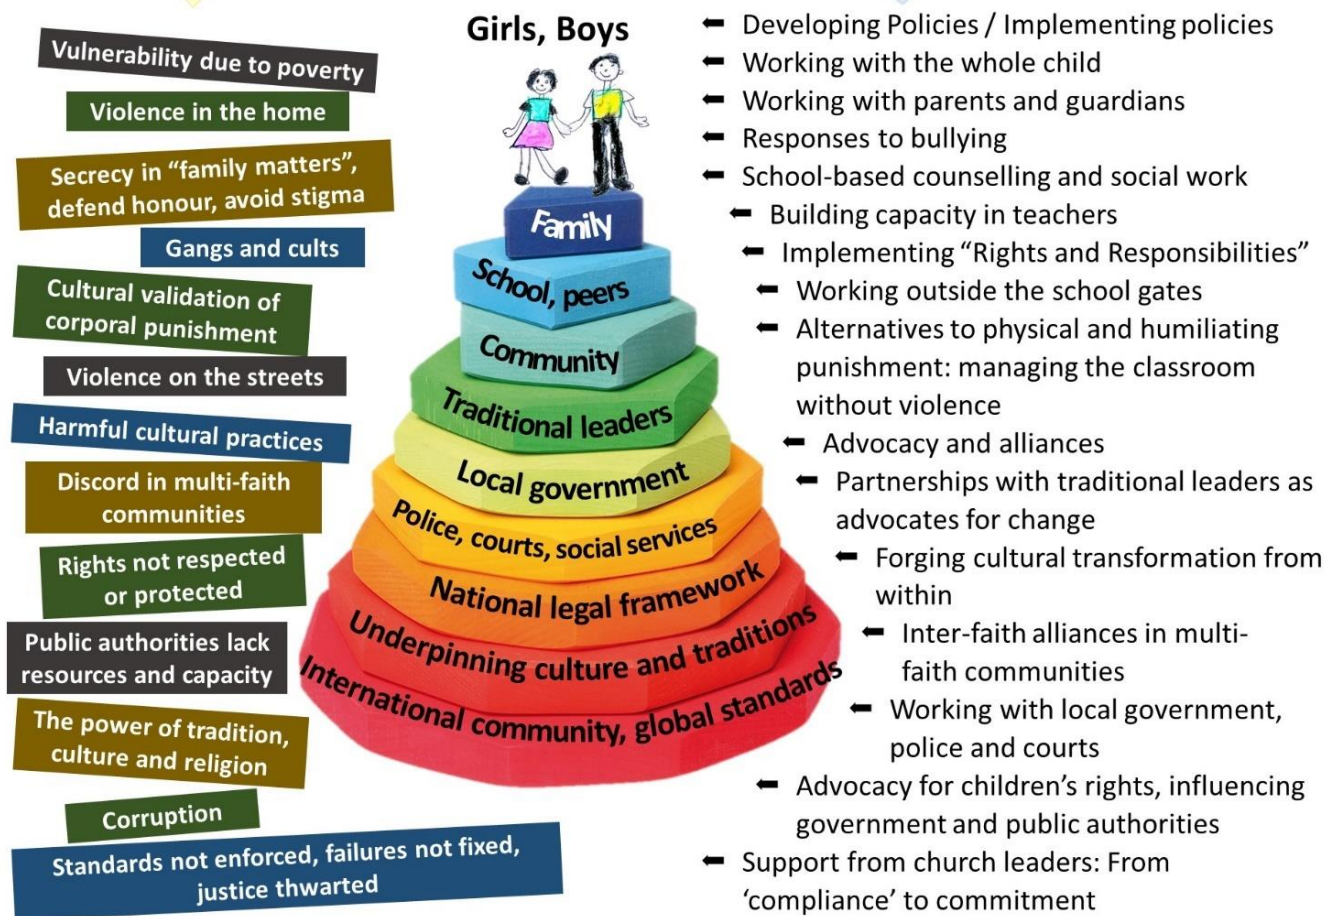 Vulnerability due to poverty
Violence in the home
Secrecy in “family matters”,
defend honour, avoid stigma
Gangs and cults
Cultural validation of
corporal punishment
Violence on the streets
Harmful cultural practices
Discord in multi-faith
communities
Rights not respected
or protected
Public authorities lack
resources and capacity
The power of tradition,
culture and religion
Corruption
Standards not enforced, failures not fixed,
justice thwarted
Girls, Boys
Family
School, peers
Community
Traditional leaders
Local government
Police, courts, social services
National legal framework
Underpinning culture and traditions
International community, global standards
Developing Policies / Implementing policies
Working with the whole child
Working with parents and guardians
Responses to bullying
School-based counselling and social work
Building capacity in teachers
Implementing “Rights and Responsibilities”
Working outside the school gates
Alternatives to physical and humiliating
punishment: managing the classroom
without violence
Advocacy and alliances
Partnerships with traditional leaders as
advocates for change
Forging cultural transformation from
within
Inter-faith alliances in multi-
faith communities
Working with local government,
police and courts
Advocacy for children’s rights, influencing
government and public authorities
Support from church leaders: From
‘compliance’ to commitment